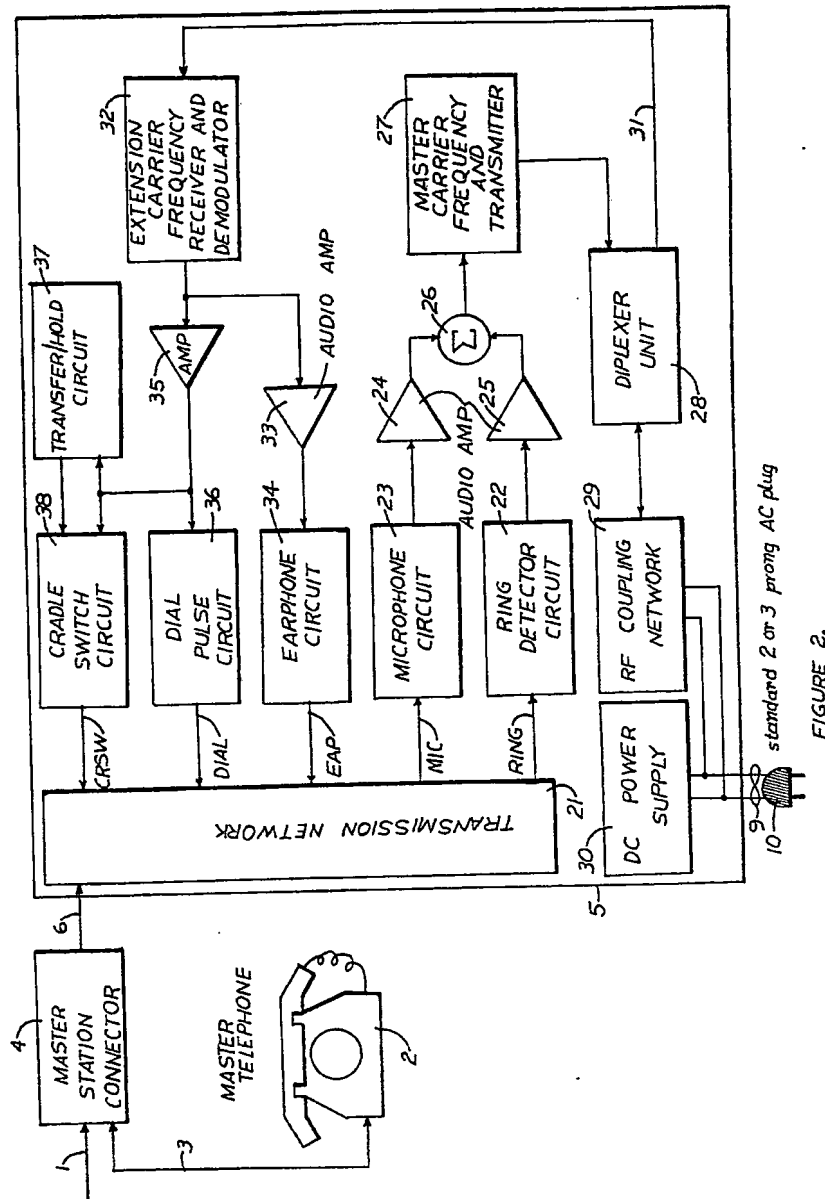 1
MASTER
STATION
CONNECTOR
4
3
6
MASTER
TELEPHONE
2
5
TRANSMISSION NETWORK
21
CRSW
DIAL
EAP
MIC
RING
CRADLE
SWITCH
CIRCUIT
38
DIAL
PULSE
CIRCUIT
36
EARPHONE
CIRCUIT
34
MICROPHONE
CIRCUIT
23
RING
DETECTOR
CIRCUIT
22
TRANSFER/HOLD
CIRCUIT
37
AMP
35
33
AUDIO AMP
24
AUDIO AMP
25
Σ
26
EXTENSION
CARRIER
FREQUENCY
RECEIVER AND
DEMODULATOR
32
MASTER
CARRIER
FREQUENCY
AND
TRANSMITTER
27
DIPLEXER
UNIT
28
31
RF COUPLING
NETWORK
29
DC POWER
SUPPLY
30
9
10
standard 2 or 3 prong AC plug
FIGURE 2.